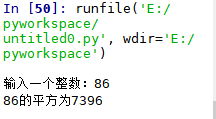 In [50]: runfile('E:/
pyworkspace/
untitled0.py', wdir='E:/
pyworkspace')
输入一个整数：86
86的平方为7396